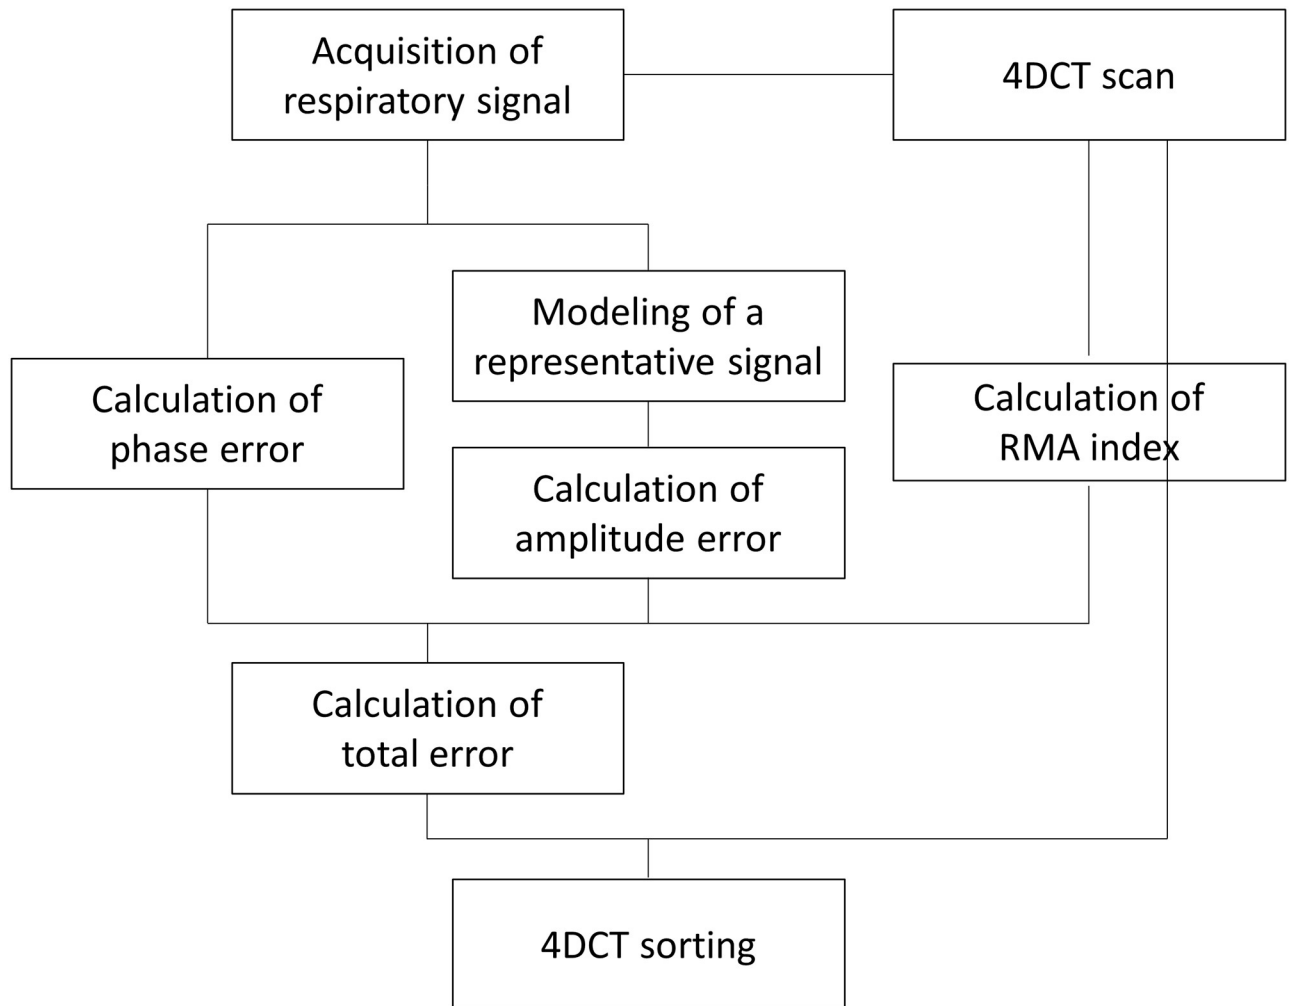 Acquisition of
respiratory signal
4DCT scan
Modeling of a
representative signal
Calculation of
phase error
Calculation of
RMA index
Calculation of
amplitude error
Calculation of
total error
4DCT sorting